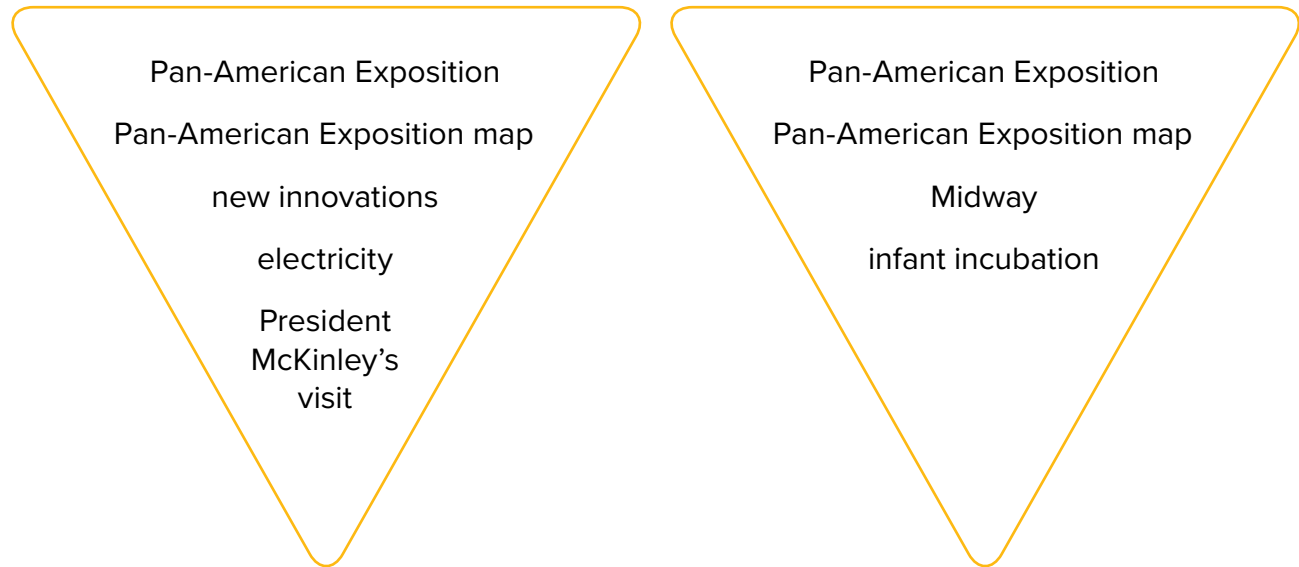 Pan-American Exposition
Pan-American Exposition map
new innovations
electricity
President
McKinley’s
visit
Pan-American Exposition
Pan-American Exposition map
Midway
infant incubation